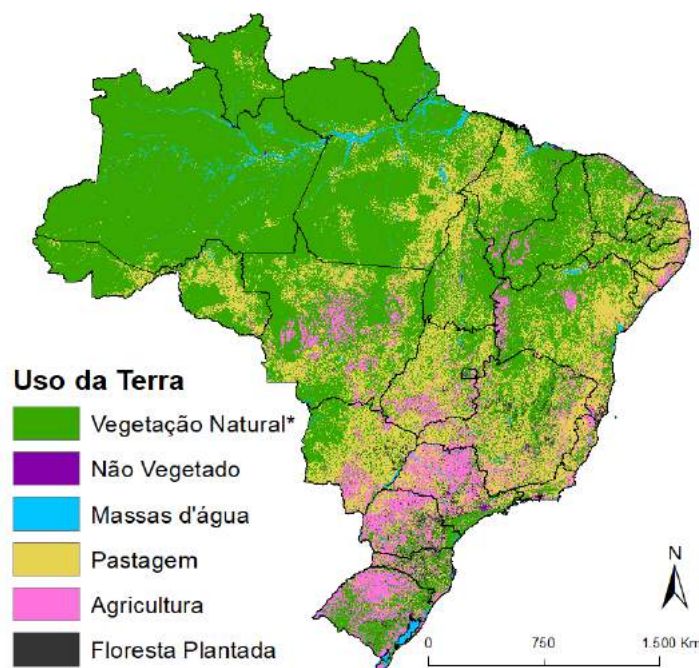 Uso da Terra
Vegetação Natural*
Não Vegetado
Massas d'água
Pastagem
Agricultura
Floresta Plantada
N
0 750 1.500 Km